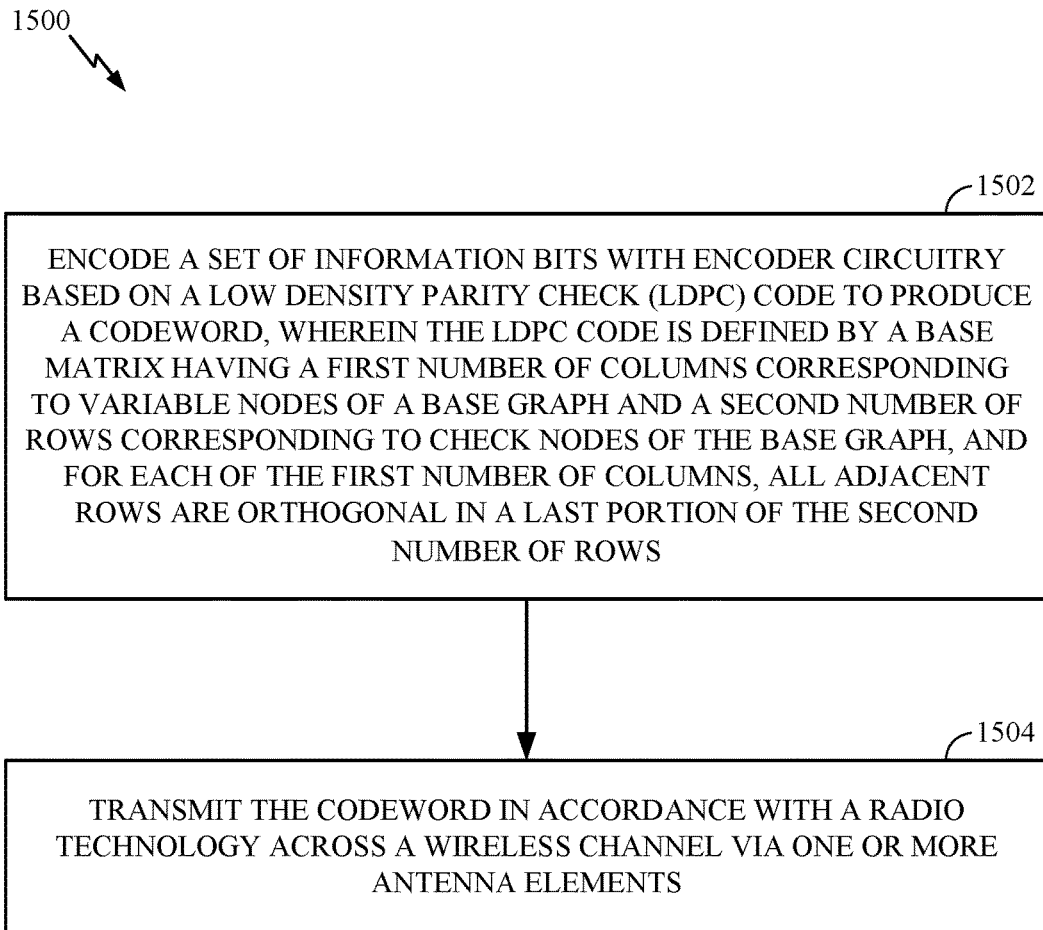 1500
1502
ENCODE A SET OF INFORMATION BITS WITH ENCODER CIRCUITRY
BASED ON A LOW DENSITY PARITY CHECK (LDPC) CODE TO PRODUCE
A CODEWORD, WHEREIN THE LDPC CODE IS DEFINED BY A BASE
MATRIX HAVING A FIRST NUMBER OF COLUMNS CORRESPONDING
TO VARIABLE NODES OF A BASE GRAPH AND A SECOND NUMBER OF
ROWS CORRESPONDING TO CHECK NODES OF THE BASE GRAPH, AND
FOR EACH OF THE FIRST NUMBER OF COLUMNS, ALL ADJACENT
ROWS ARE ORTHOGONAL IN A LAST PORTION OF THE SECOND
NUMBER OF ROWS
1504
TRANSMIT THE CODEWORD IN ACCORDANCE WITH A RADIO
TECHNOLOGY ACROSS A WIRELESS CHANNEL VIA ONE OR MORE
ANTENNA ELEMENTS